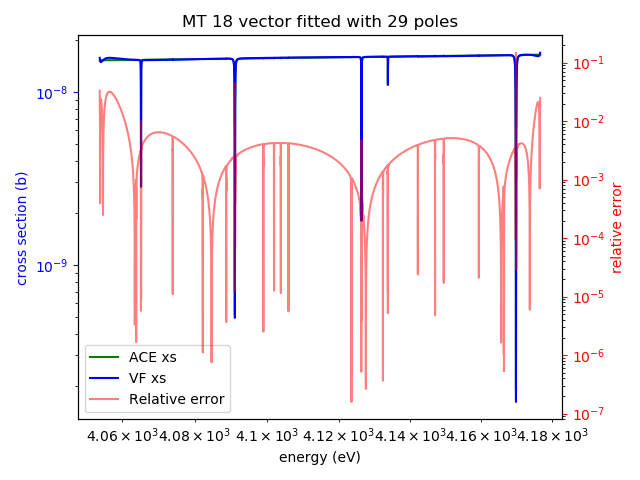 MT 18 vector fitted with 29 poles
cross section (b)
10⁻⁸
10⁻⁹
10⁻¹
10⁻²
10⁻³
10⁻⁴
10⁻⁵
10⁻⁶
10⁻⁷
relative error
ACE xs
VF xs
Relative error
4.06 × 10³ 4.08 × 10³ 4.1 × 10³ 4.12 × 10³ 4.14 × 10³ 4.16 × 10³ 4.18 × 10³
energy (eV)